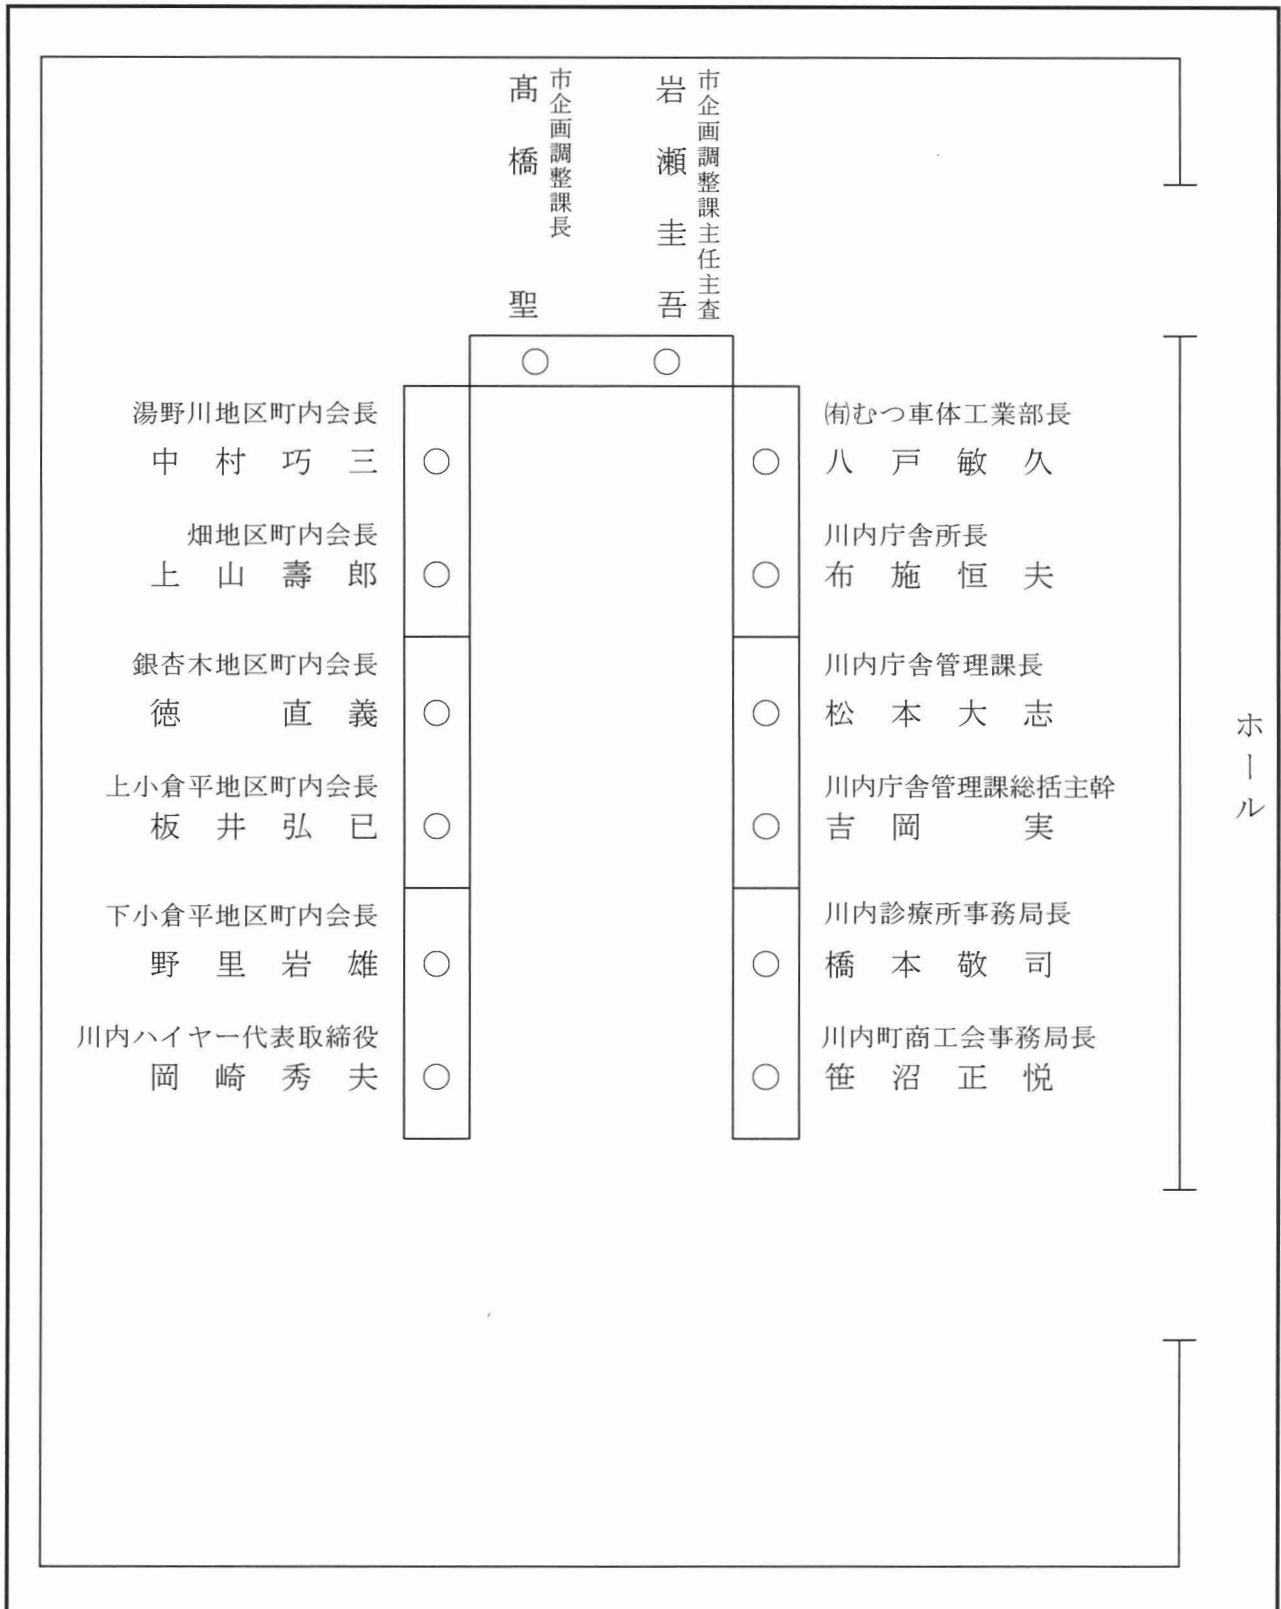 市企画調整課主任主査
岩瀬圭吾
市企画調整課長
髙橋 聖
湯野川地区町内会長
中村巧三
畑地区町内会長
上山壽郎
銀杏木地区町内会長
徳 直義
上小倉平地区町内会長
板井弘已
下小倉平地区町内会長
野里岩雄
川内ハイヤー代表取締役
岡崎秀夫
㈲むつ車体工業部長
八戸敏久
川内庁舎所長
布施恒夫
川内庁舎管理課長
松本大志
川内庁舎管理課総括主幹
吉岡 実
川内診療所事務局長
橋本敬司
川内町商工会事務局長
笹沼正悦
ホール